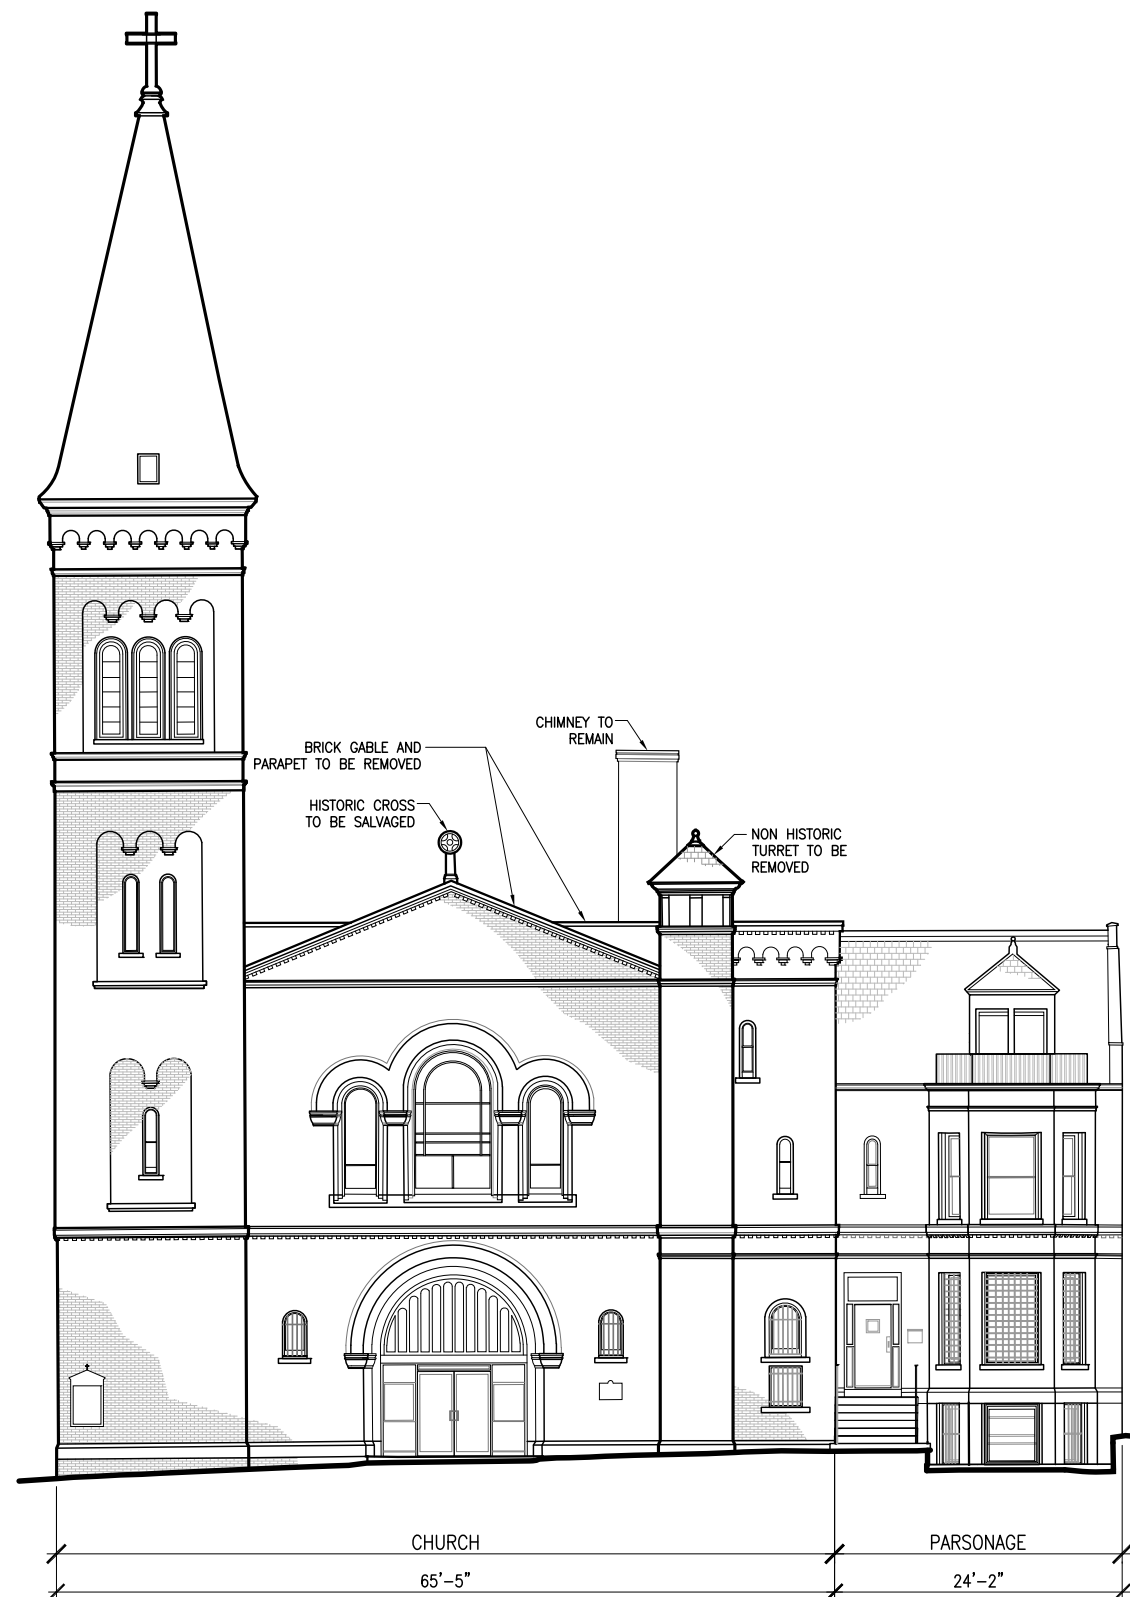 CHIMNEY TO
REMAIN
BRICK GABLE AND
PARAPET TO BE REMOVED
HISTORIC CROSS
TO BE SALVAGED
NON HISTORIC
TURRET TO BE
REMOVED
CHURCH
PARSONAGE
65'-5"
24'-2"